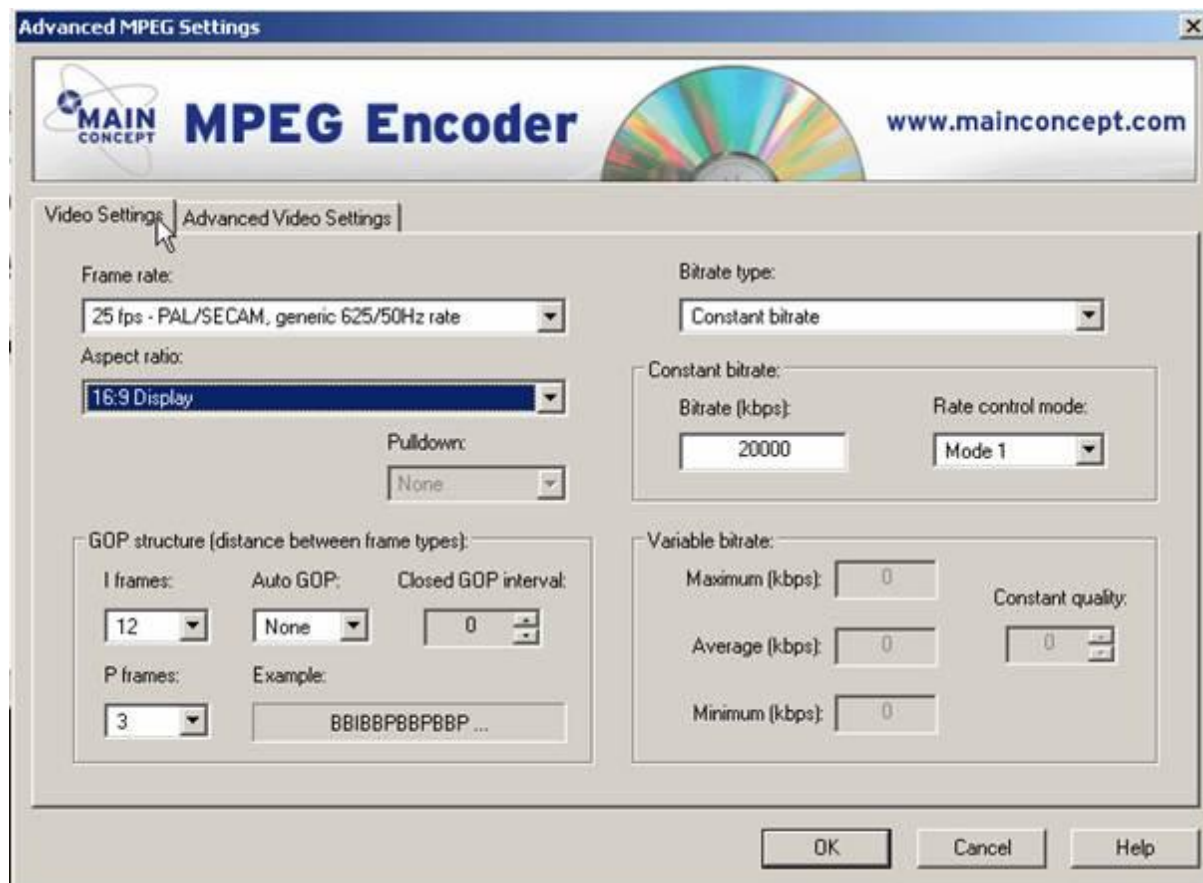 Advanced MPEG Settings
MAIN
CONCEPT
MPEG Encoder
www.mainconcept.com
Video Settings
Advanced Video Settings
Frame rate:
25 fps - PAL/SECAM, generic 625/50Hz rate
Aspect ratio:
16:9 Display
Pulldown:
None
Bitrate type:
Constant bitrate
Constant bitrate:
Bitrate (kbps):
20000
Rate control mode:
Mode 1
GOP structure (distance between frame types):
I frames:
12
Auto GOP:
None
Closed GOP interval:
0
P frames:
3
Example:
BBIBBPBBPBBP ...
Variable bitrate:
Maximum (kbps):
0
Average (kbps):
0
Minimum (kbps):
0
Constant quality:
0
OK
Cancel
Help